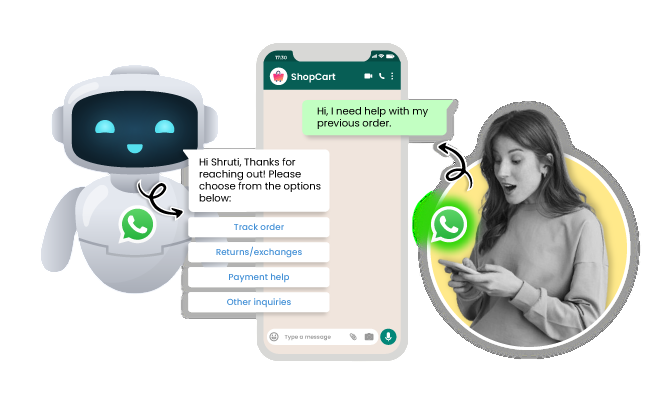 17:30
ShopCart
Hi, I need help with my
previous order.
Hi Shruti, Thanks for
reaching out! Please
choose from the options
below:
Track order
Returns/exchanges
Payment help
Other inquiries
Type a message